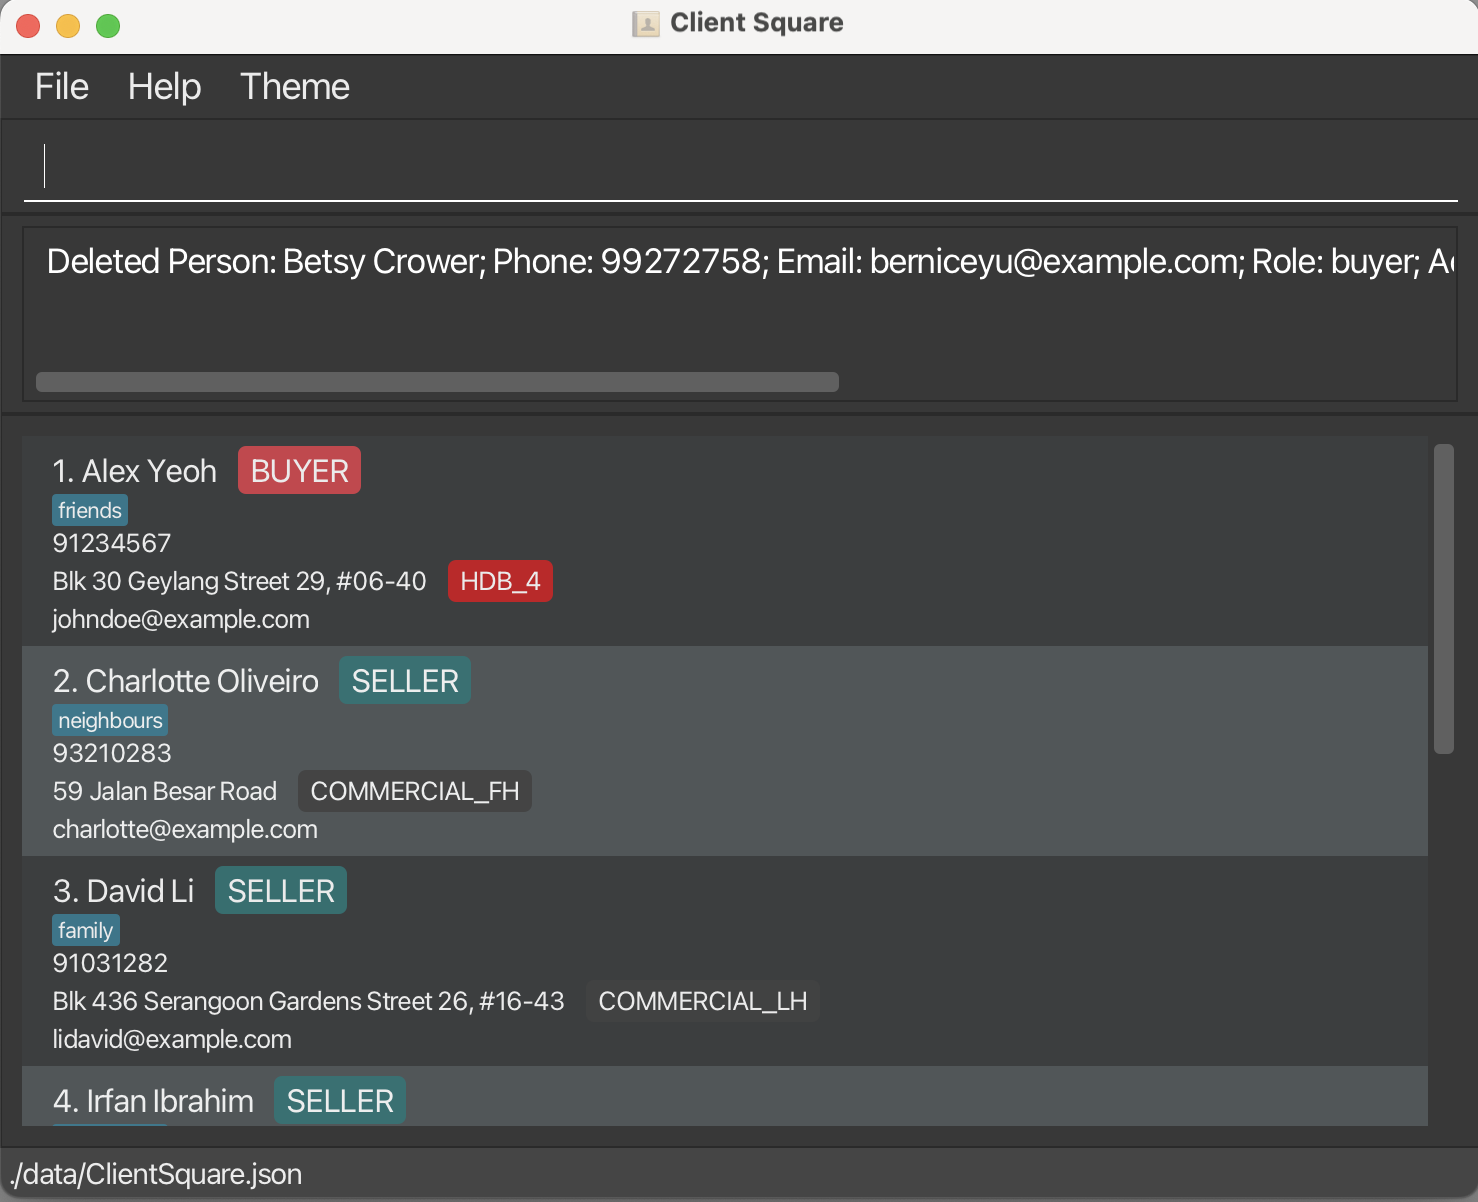 Client Square
File Help Theme
Deleted Person: Betsy Crower; Phone: 99272758; Email: berniceyu@example.com; Role: buyer;
1. Alex Yeoh BUYER
friends
91234567
Blk 30 Geylang Street 29, #06-40 HDB_4
johndoe@example.com
2. Charlotte Oliveiro SELLER
neighbours
93210283
59 Jalan Besar Road COMMERCIAL_FH
charlotte@example.com
3. David Li SELLER
family
91031282
Blk 436 Serangoon Gardens Street 26, #16-43 COMMERCIAL_LH
lidavid@example.com
4. Irfan Ibrahim SELLER
./data/ClientSquare.json